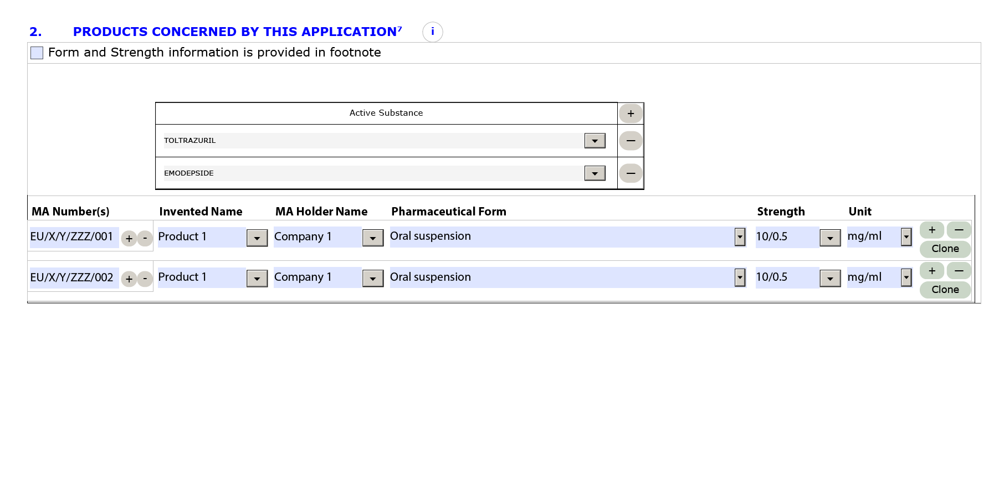 2. PRODUCTS CONCERNED BY THIS APPLICATION⁷ i
Form and Strength information is provided in footnote
Active Substance +
TOLTRAZURIL −
EMODEPSIDE −
MA Number(s) Invented Name MA Holder Name Pharmaceutical Form Strength Unit
EU/X/Y/ZZZ/001 + - Product 1 Company 1 Oral suspension 10/0.5 mg/ml + −
Clone
EU/X/Y/ZZZ/002 + - Product 1 Company 1 Oral suspension 10/0.5 mg/ml + −
Clone